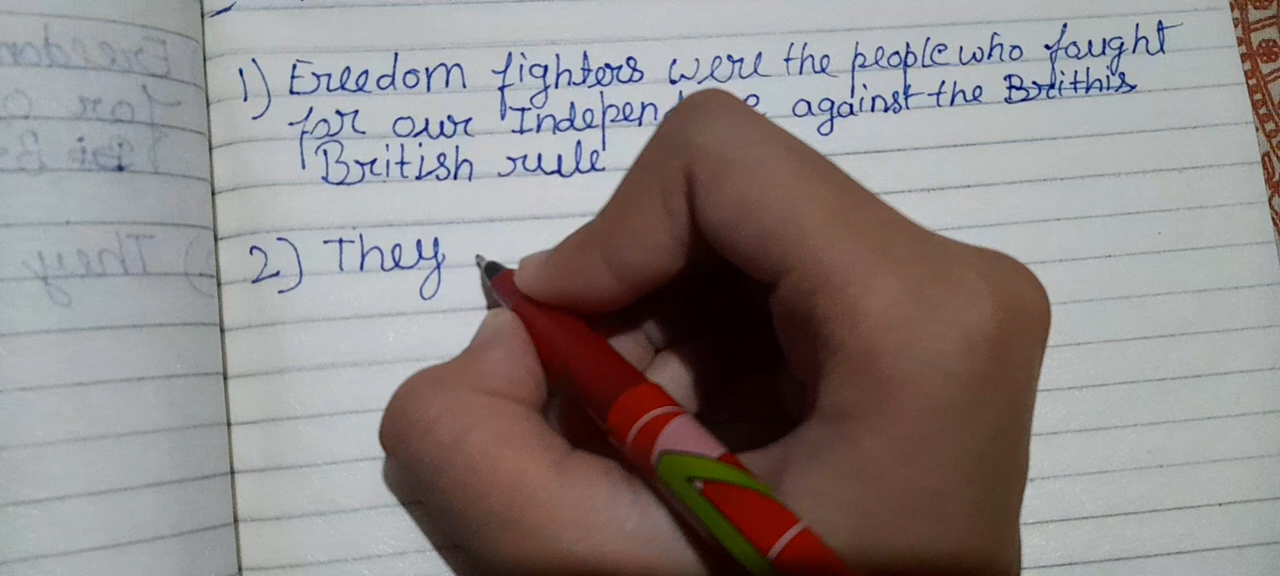 1) Freedom fighters were the people who fought
for our against the Brithis
British rule
2) They